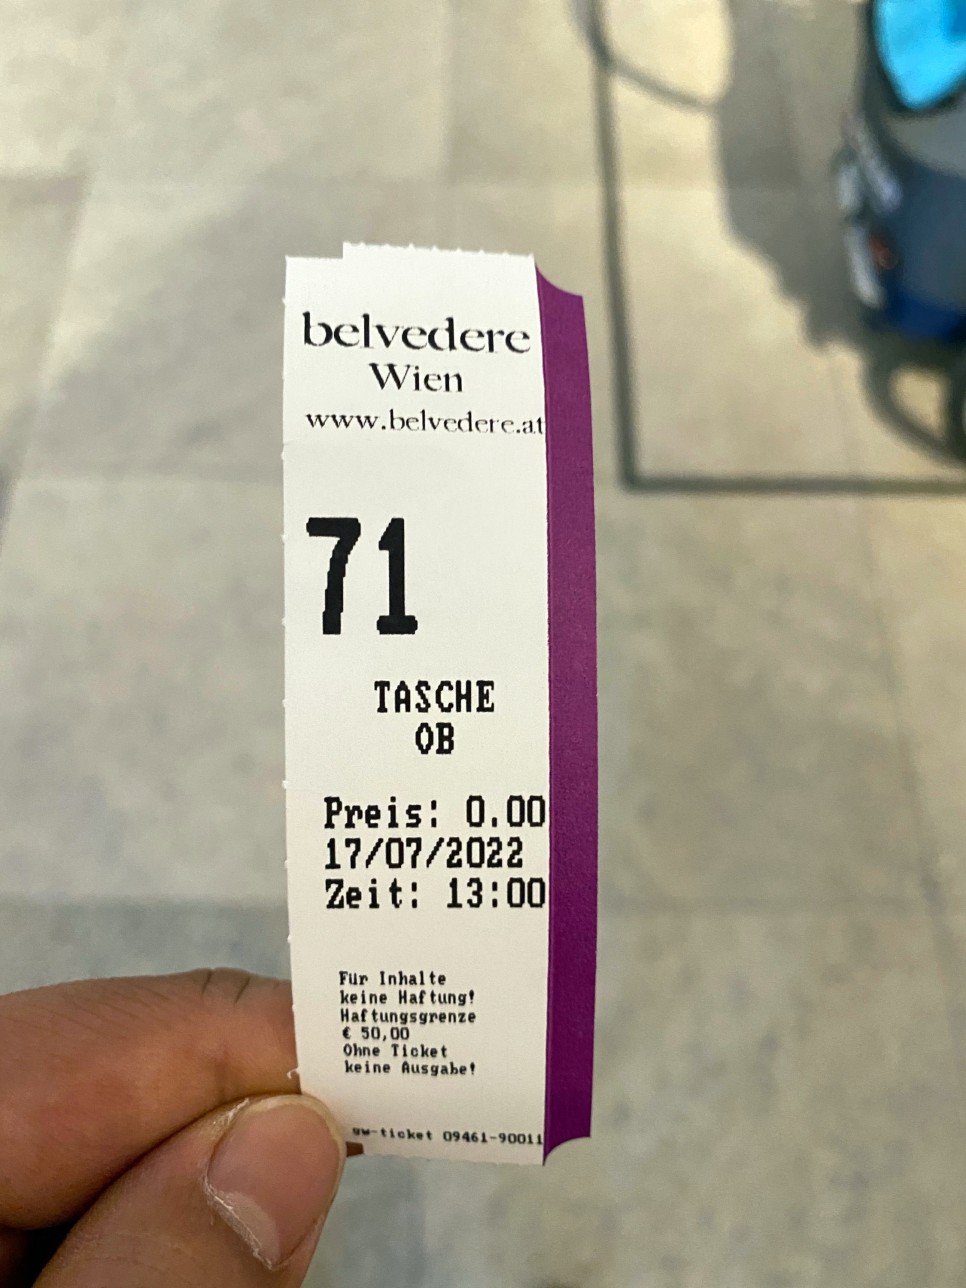 belvedere
Wien
www.belvedere.at
71
TASCHE
OB
Preis: 0.00
17/07/2022
Zeit: 13:00
Für Inhalte
keine Haftung!
Haftungsgrenze
€ 50,00
Ohne Ticket
keine Ausgabe!
gw-ticket 09461-90011